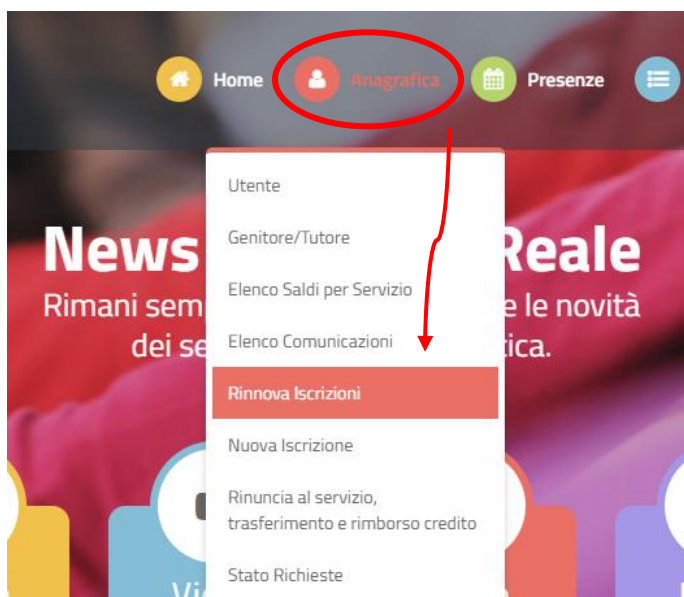 Home Anagrafica Presenze
Utente
News Reale
Genitore/Tutore
Elenco Saldi per Servizio
Rimani sem e le novità
Elenco Comunicazioni
dei se tica.
Rinnova Iscrizioni
Nuova Iscrizione
Rinuncia al servizio,
trasferimento e rimborso credito
Stato Richieste